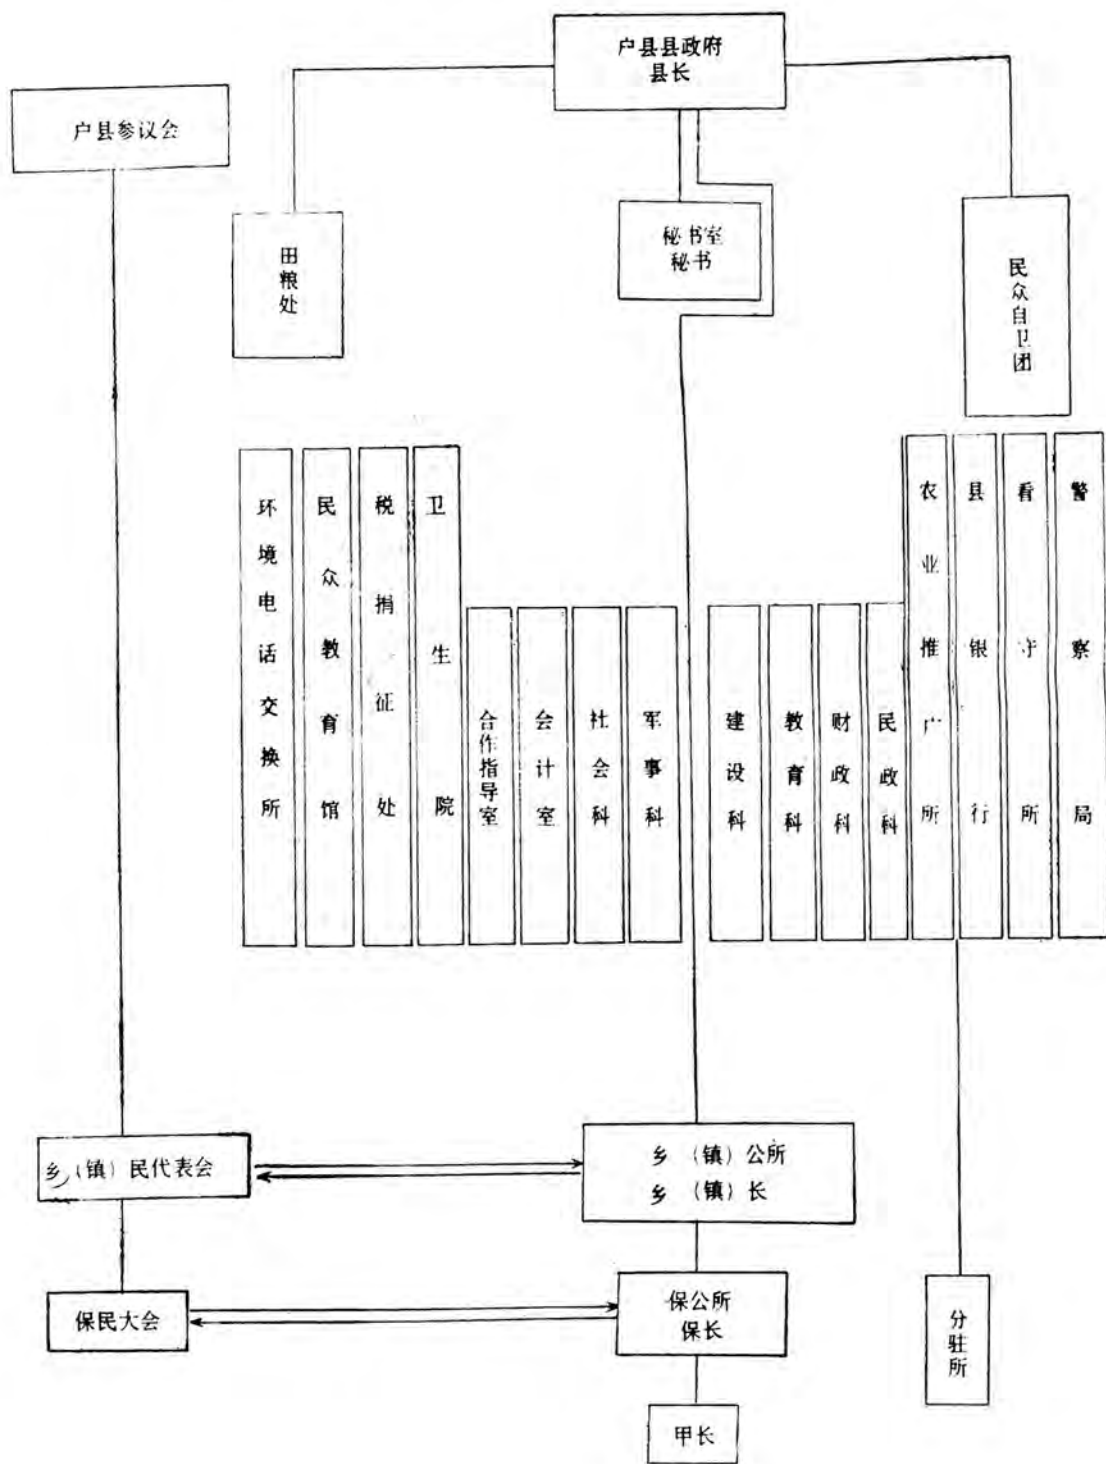 户县县政府
县长
户县参议会
田粮处
秘书室
秘书
民众自卫团
环境电话交换所
民众教育馆
税捐征处
卫生院
合作指导室
会计室
社会科
军事科
建设科
教育科
财政科
民政科
农业推广所
县银行
看守所
警察局
乡（镇）民代表会
乡（镇）公所
乡（镇）长
保民大会
保公所
保长
分驻所
甲长